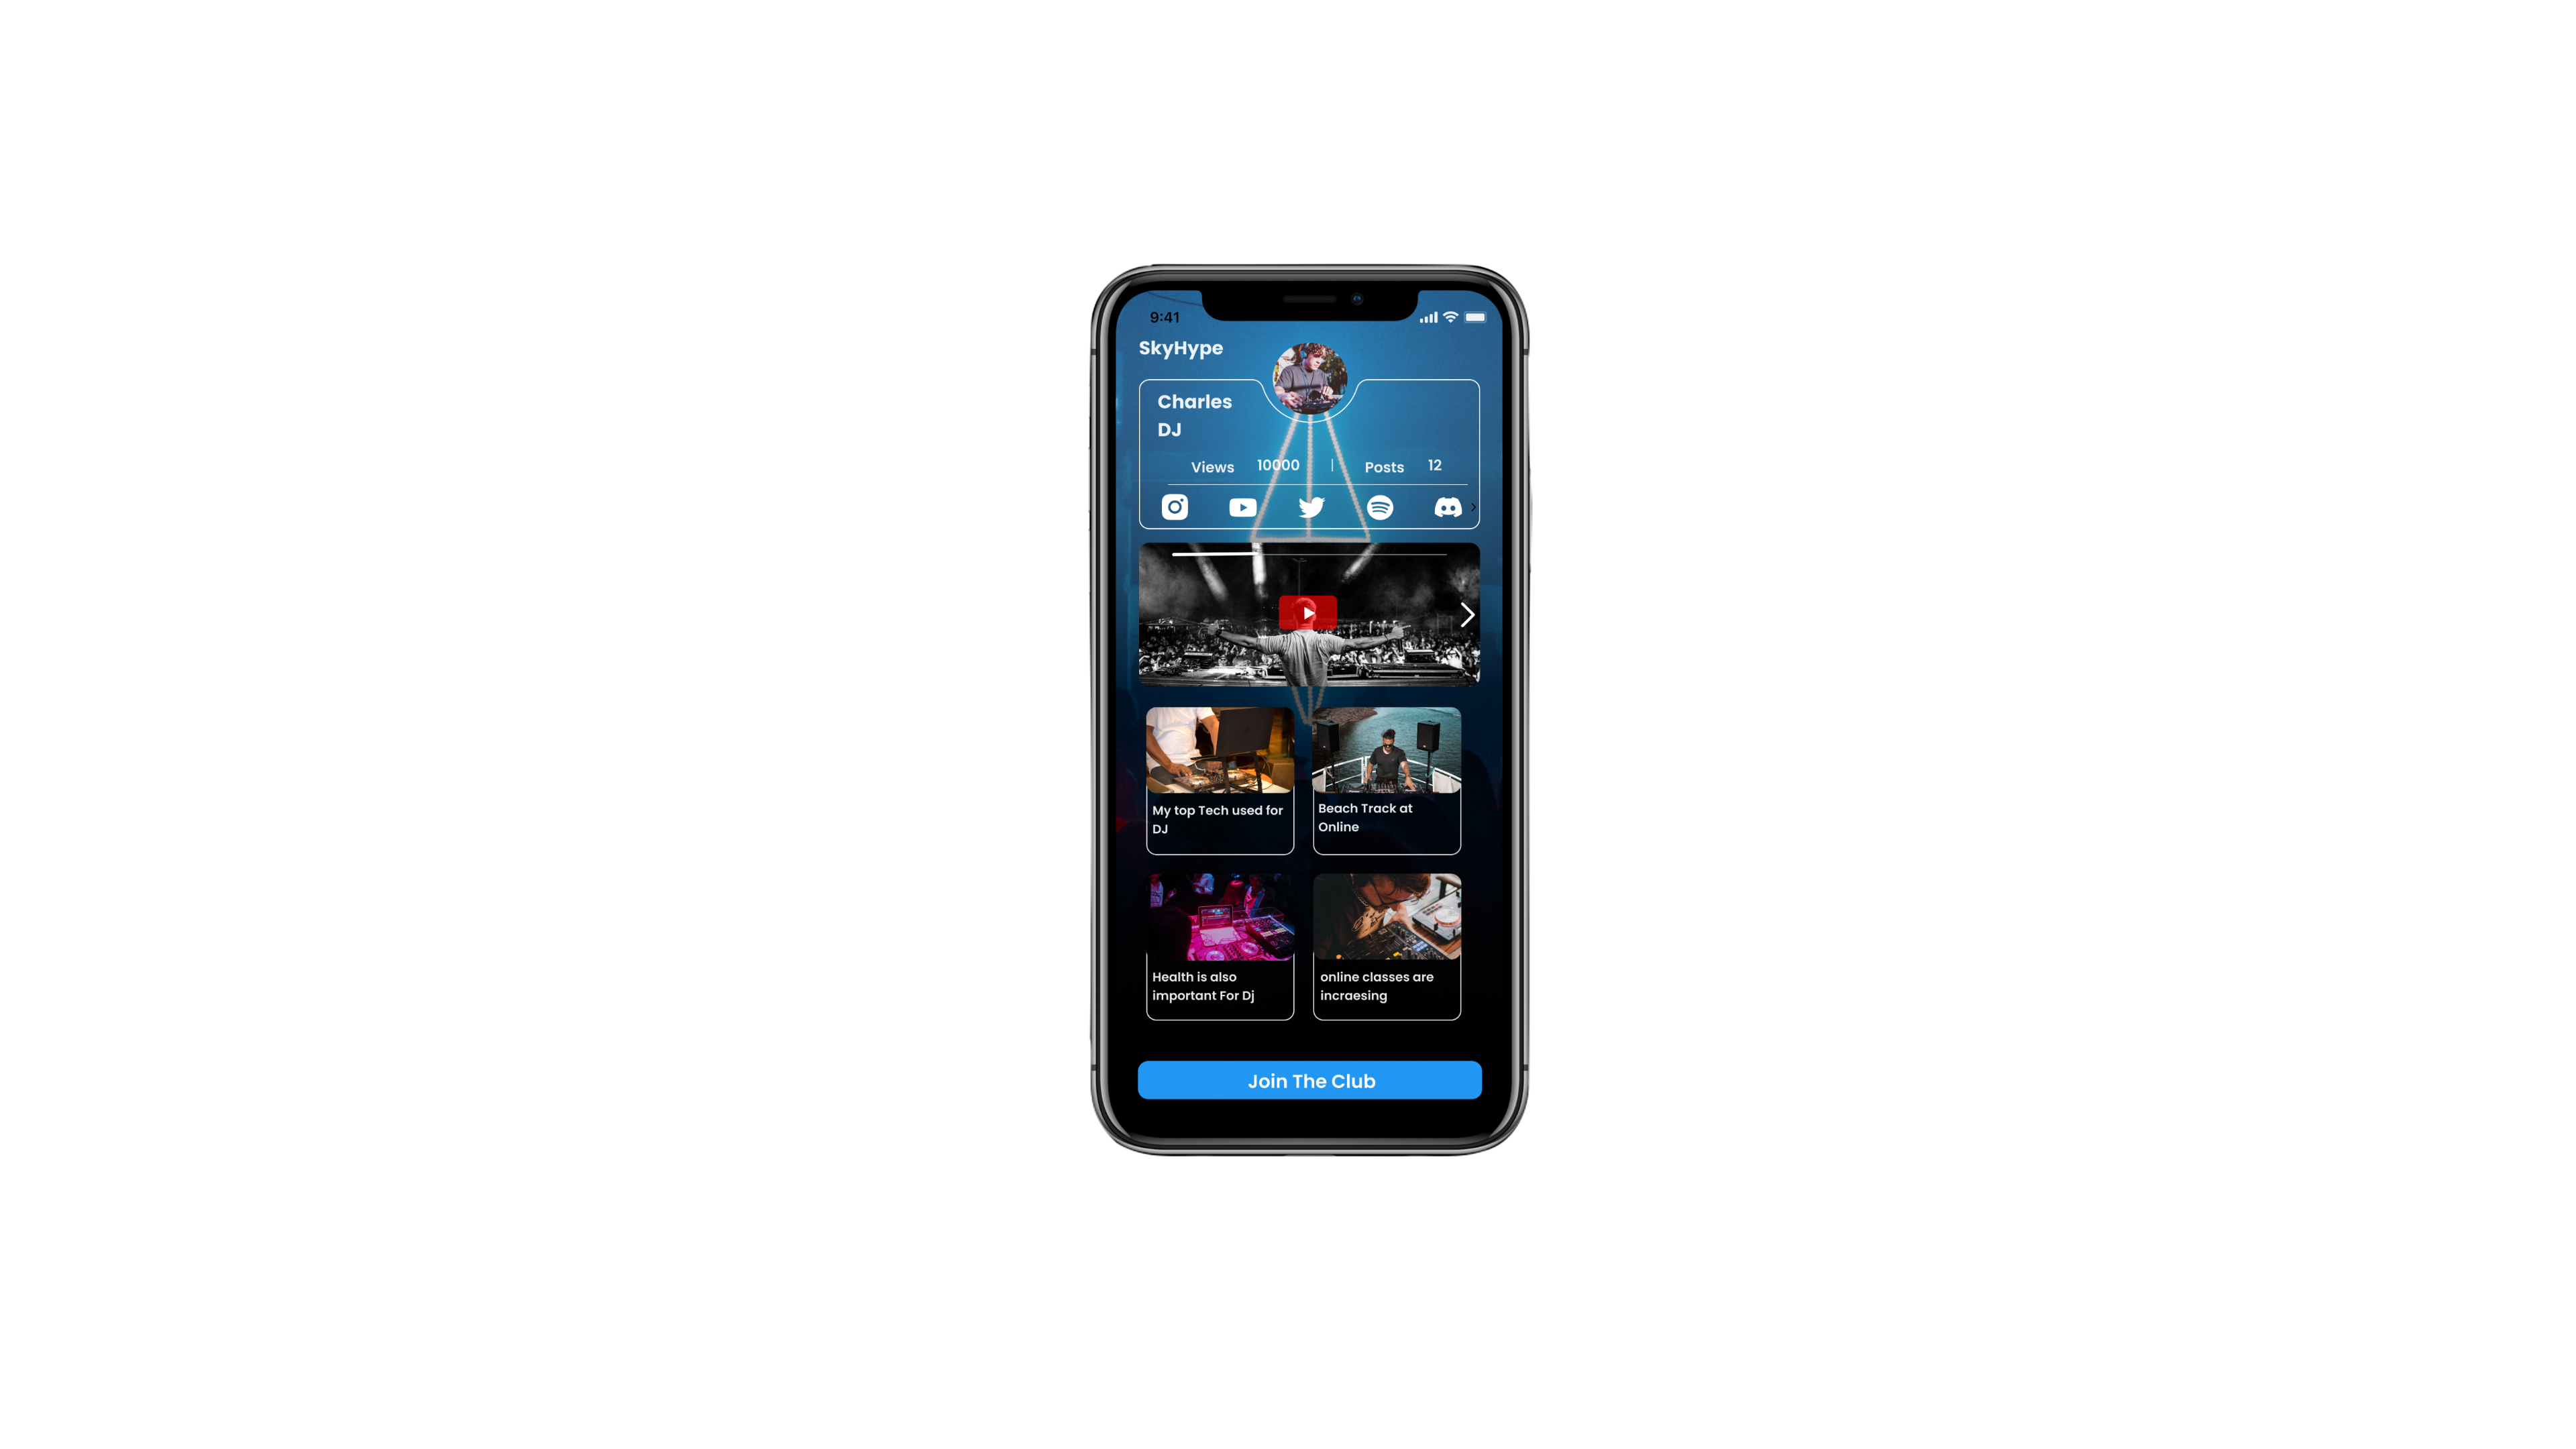 9:41
SkyHype
Charles
DJ
Views 10000 | Posts 12
My top Tech used for
DJ
Beach Track at
Online
Health is also
important For Dj
online classes are
incraesing
Join The Club